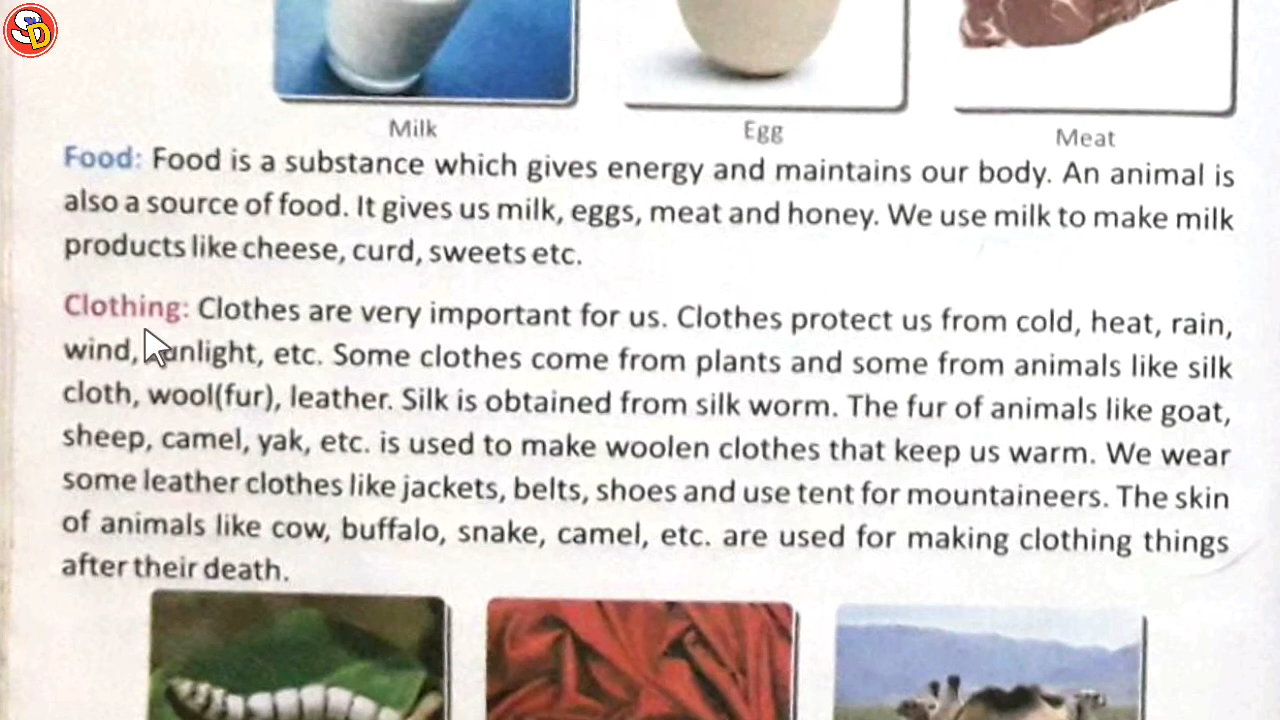 SD
Milk
Egg
Meat
Food: Food is a substance which gives energy and maintains our body. An animal is
also a source of food. It gives us milk, eggs, meat and honey. We use milk to make milk
products like cheese, curd, sweets etc.
Clothing: Clothes are very important for us. Clothes protect us from cold, heat, rain,
wind, sunlight, etc. Some clothes come from plants and some from animals like silk
cloth, wool(fur), leather. Silk is obtained from silk worm. The fur of animals like goat,
sheep, camel, yak, etc. is used to make woolen clothes that keep us warm. We wear
some leather clothes like jackets, belts, shoes and use tent for mountaineers. The skin
of animals like cow, buffalo, snake, camel, etc. are used for making clothing things
after their death.